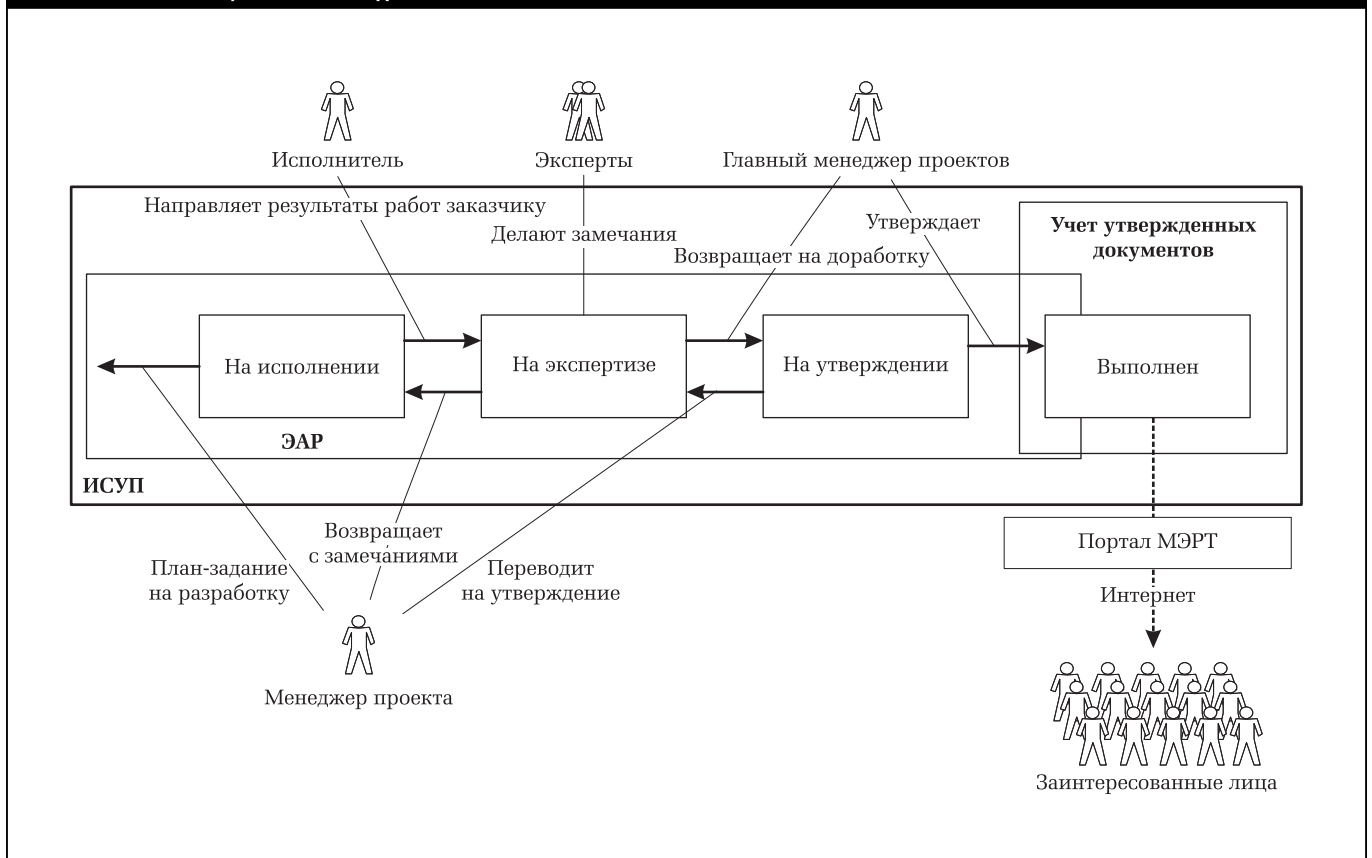 Исполнитель
Эксперты
Главный менеджер проектов
Направляет результаты работ заказчику
Делают замечания
Утверждает
Возвращает на доработку
Учет утвержденных
документов
На исполнении
На экспертизе
На утверждении
Выполнен
ЭАР
ИСУП
Возвращает
с замечаниями
План-задание
на разработку
Переводит
на утверждение
Портал МЭРТ
Интернет
Менеджер проекта
Заинтересованные лица